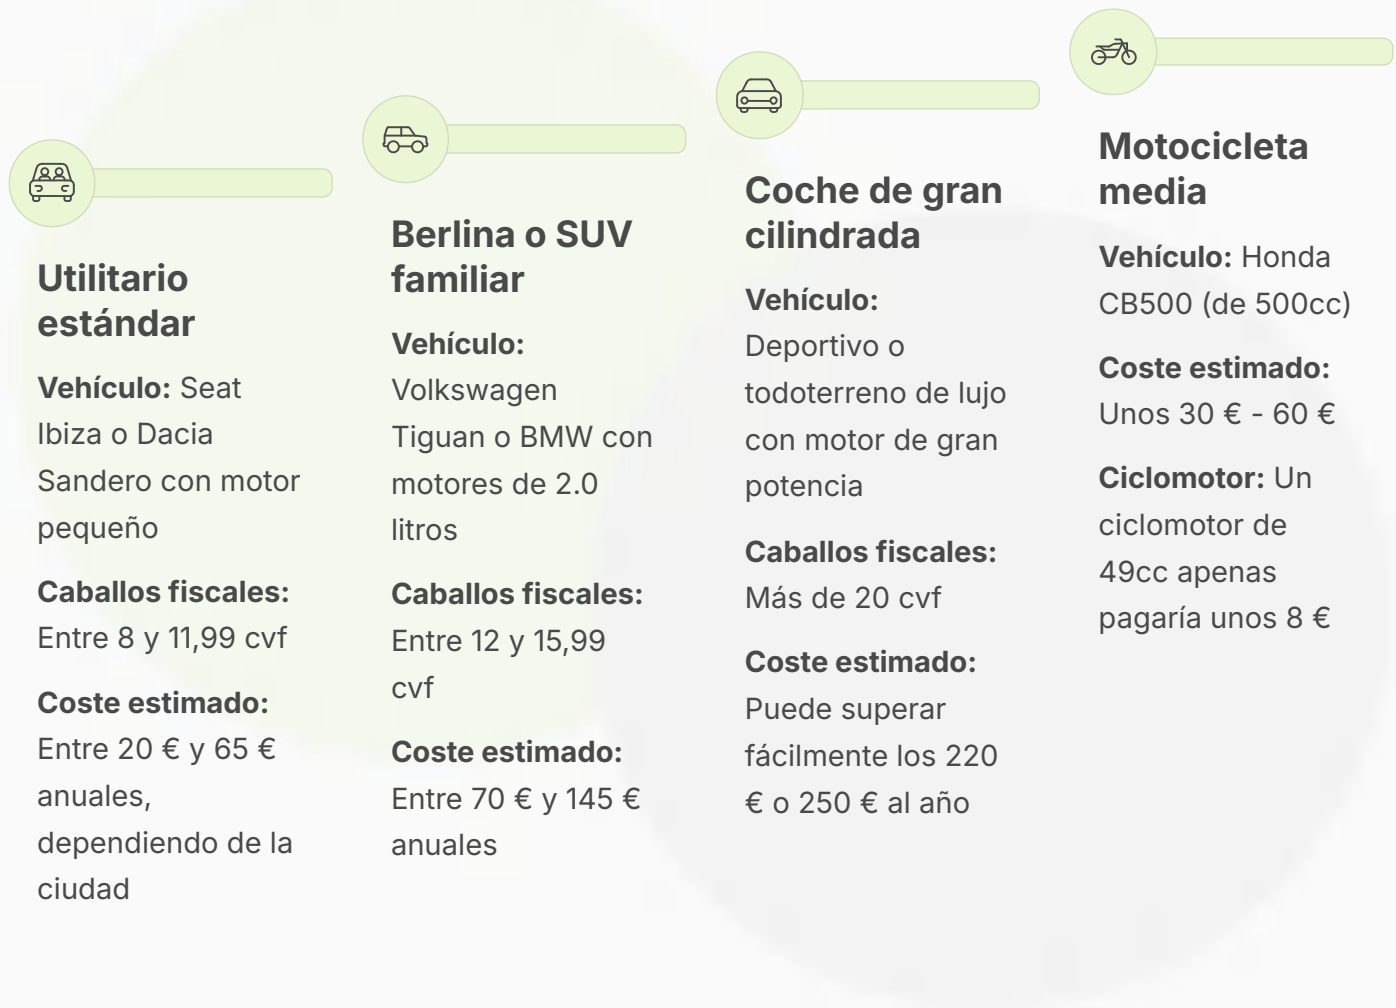 Utilitario
estándar
Vehículo: Seat
Ibiza o Dacia
Sandero con motor
pequeño
Caballos fiscales:
Entre 8 y 11,99 cvf
Coste estimado:
Entre 20 € y 65 €
anuales,
dependiendo de la
ciudad
Berlina o SUV
familiar
Vehículo:
Volkswagen
Tiguan o BMW con
motores de 2.0
litros
Caballos fiscales:
Entre 12 y 15,99
cvf
Coste estimado:
Entre 70 € y 145 €
anuales
Coche de gran
cilindrada
Vehículo:
Deportivo o
todoterreno de lujo
con motor de gran
potencia
Caballos fiscales:
Más de 20 cvf
Coste estimado:
Puede superar
fácilmente los 220
€ o 250 € al año
Motocicleta
media
Vehículo: Honda
CB500 (de 500cc)
Coste estimado:
Unos 30 € - 60 €
Ciclomotor: Un
ciclomotor de
49cc apenas
pagaría unos 8 €